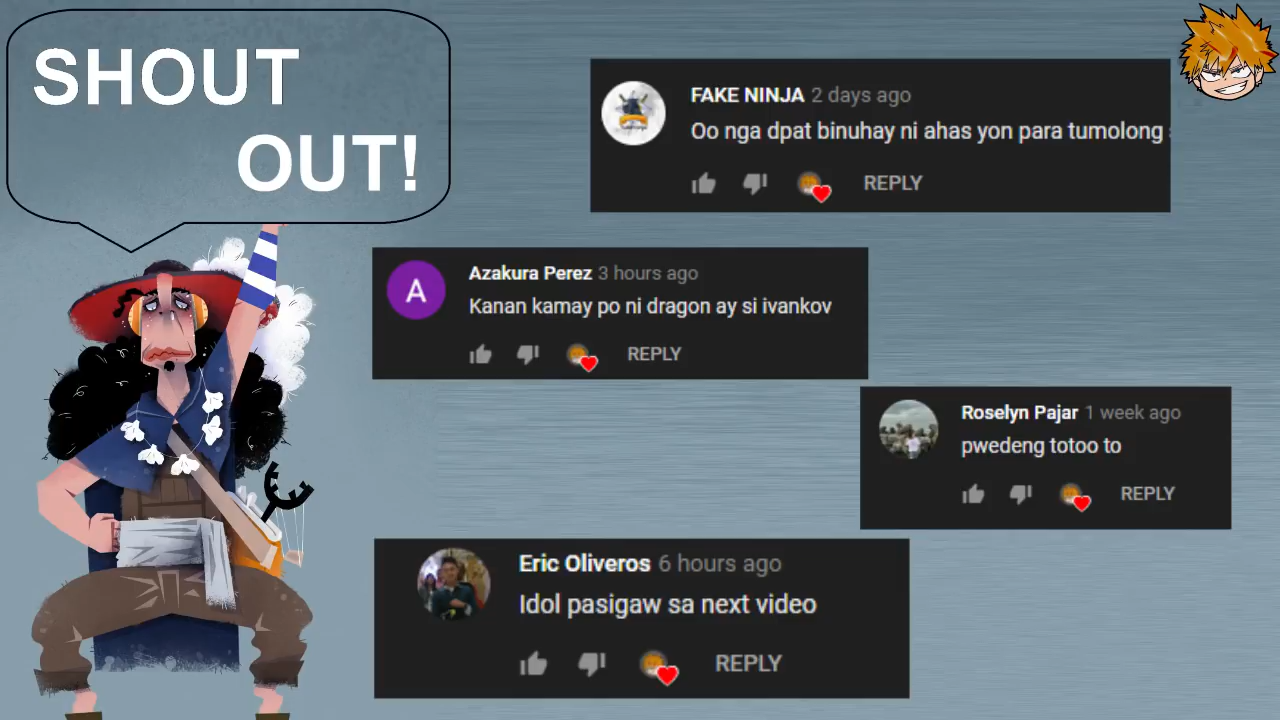 SHOUT
OUT!
FAKE NINJA 2 days ago
Oo nga dpat binuhay ni ahas yon para tumolong
REPLY
A
Azakura Perez 3 hours ago
Kanan kamay po ni dragon ay si ivankov
REPLY
Roselyn Pajar 1 week ago
pwedeng totoo to
REPLY
Eric Oliveros 6 hours ago
Idol pasigaw sa next video
REPLY